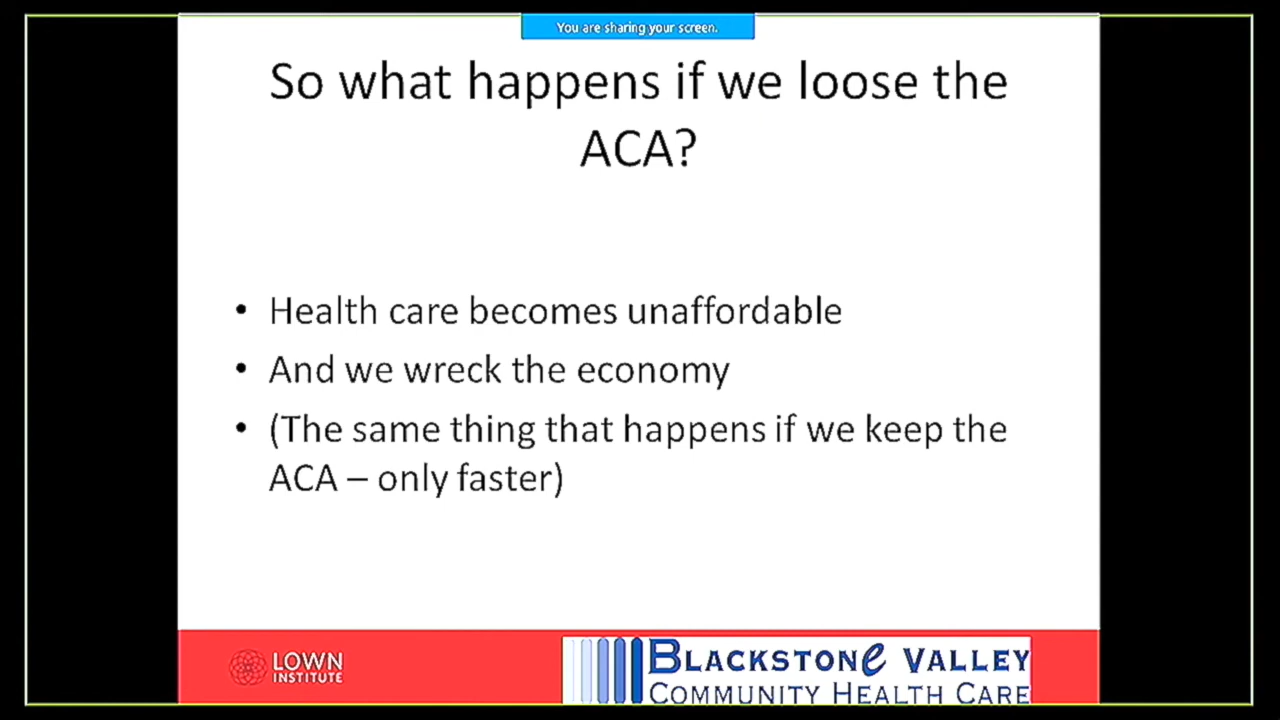 You are sharing your screen.
So what happens if we loose the
ACA?
• Health care becomes unaffordable
• And we wreck the economy
• (The same thing that happens if we keep the
ACA – only faster)
LOWN
INSTITUTE
BLACKSTONE VALLEY
COMMUNITY HEALTH CARE